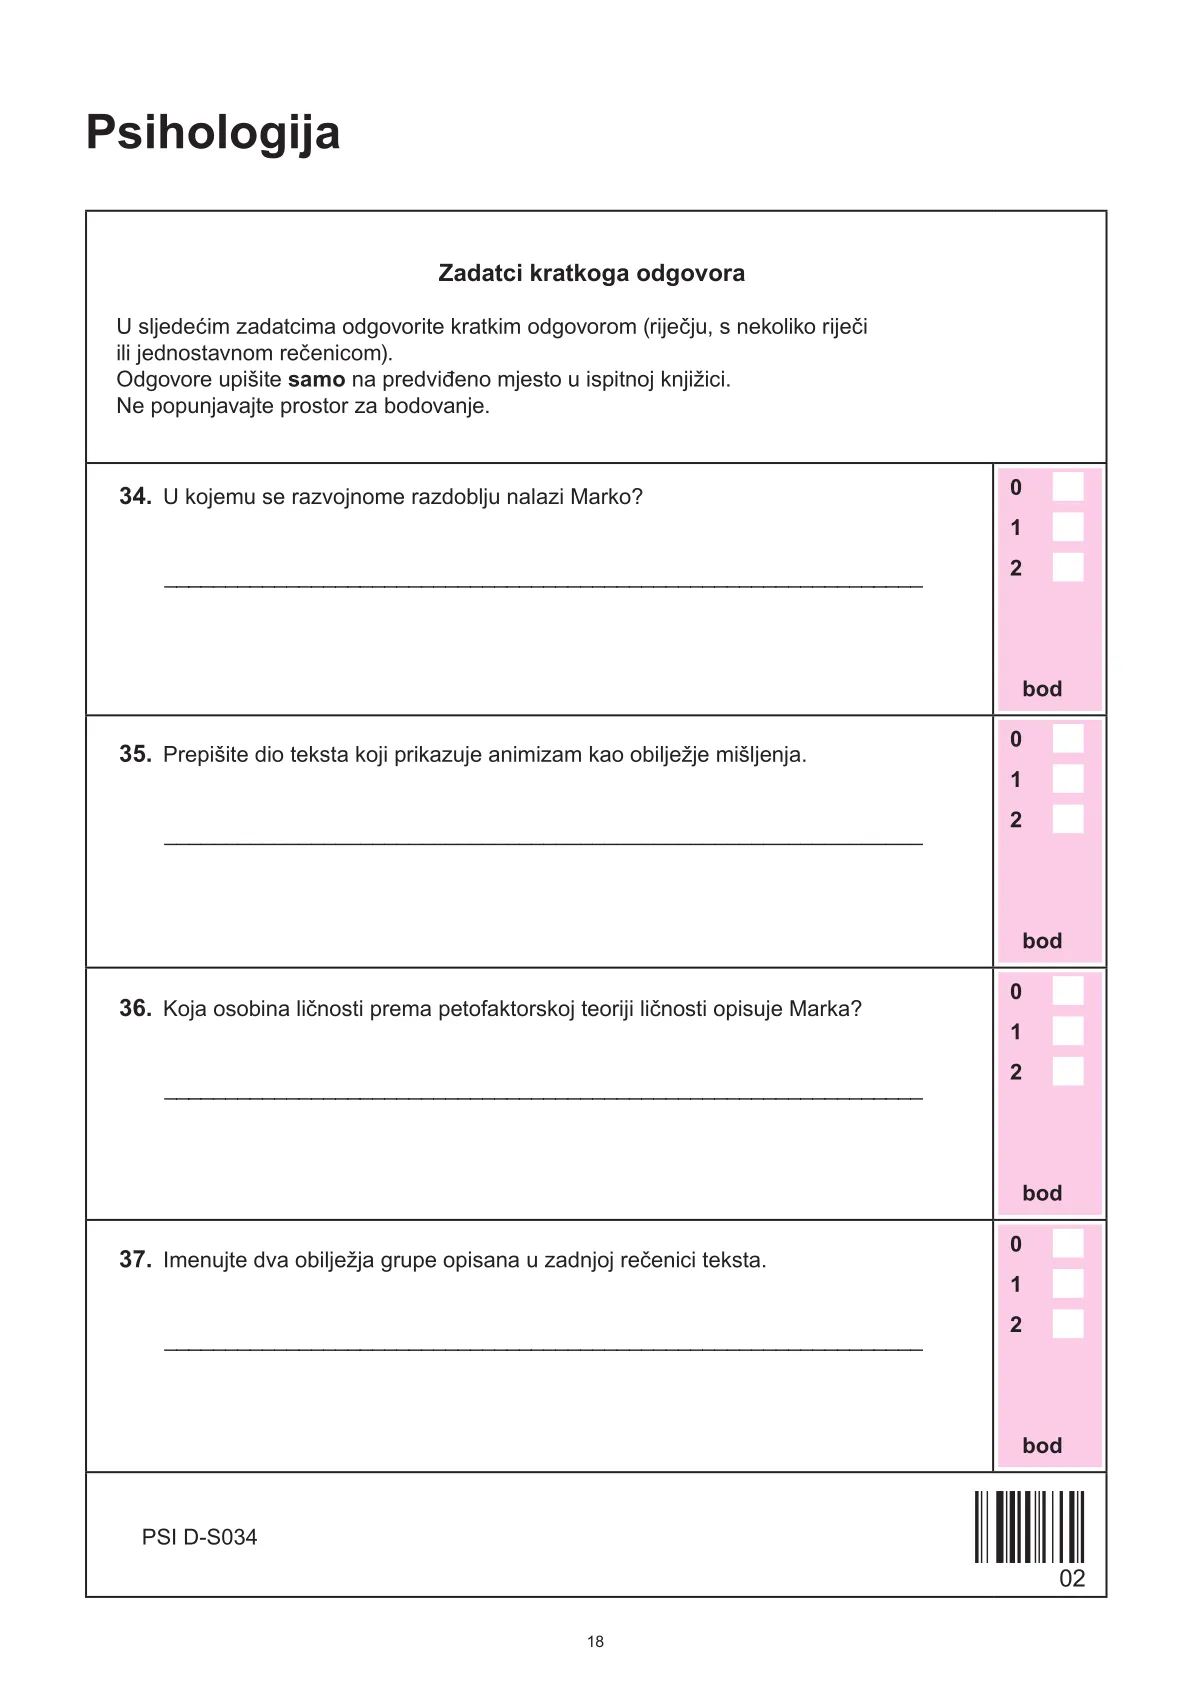 Psihologija
Zadatci kratkoga odgovora
U sljedećim zadatcima odgovorite kratkim odgovorom (riječju, s nekoliko riječi
ili jednostavnom rečenicom).
Odgovore upišite samo na predviđeno mjesto u ispitnoj knjižici.
Ne popunjavajte prostor za bodovanje.
34. U kojemu se razvojnome razdoblju nalazi Marko?
0
1
2
bod
35. Prepišite dio teksta koji prikazuje animizam kao obilježje mišljenja.
0
1
2
bod
36. Koja osobina ličnosti prema petofaktorskoj teoriji ličnosti opisuje Marka?
0
1
2
bod
37. Imenujte dva obilježja grupe opisana u zadnjoj rečenici teksta.
0
1
2
bod
PSI D-S034
02
18